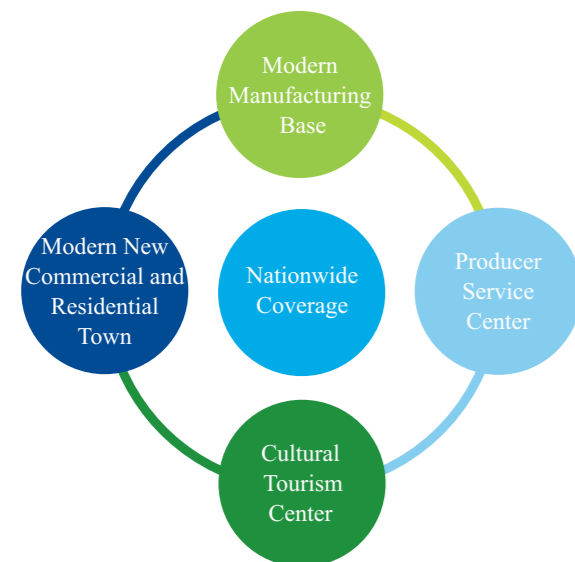 Modern
Manufacturing
Base
Modern New
Commercial and
Residential
Town
Nationwide
Coverage
Producer
Service
Center
Cultural
Tourism
Center